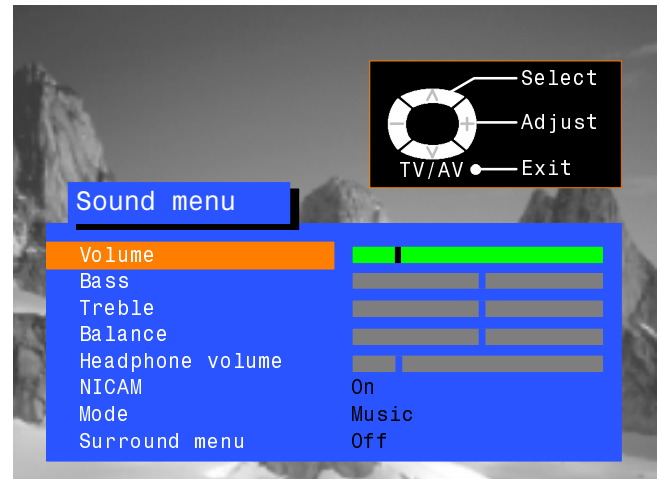 Select
Adjust
TV/AV Exit
Sound menu
Volume
Bass
Treble
Balance
Headphone volume
NICAM On
Mode Music
Surround menu Off